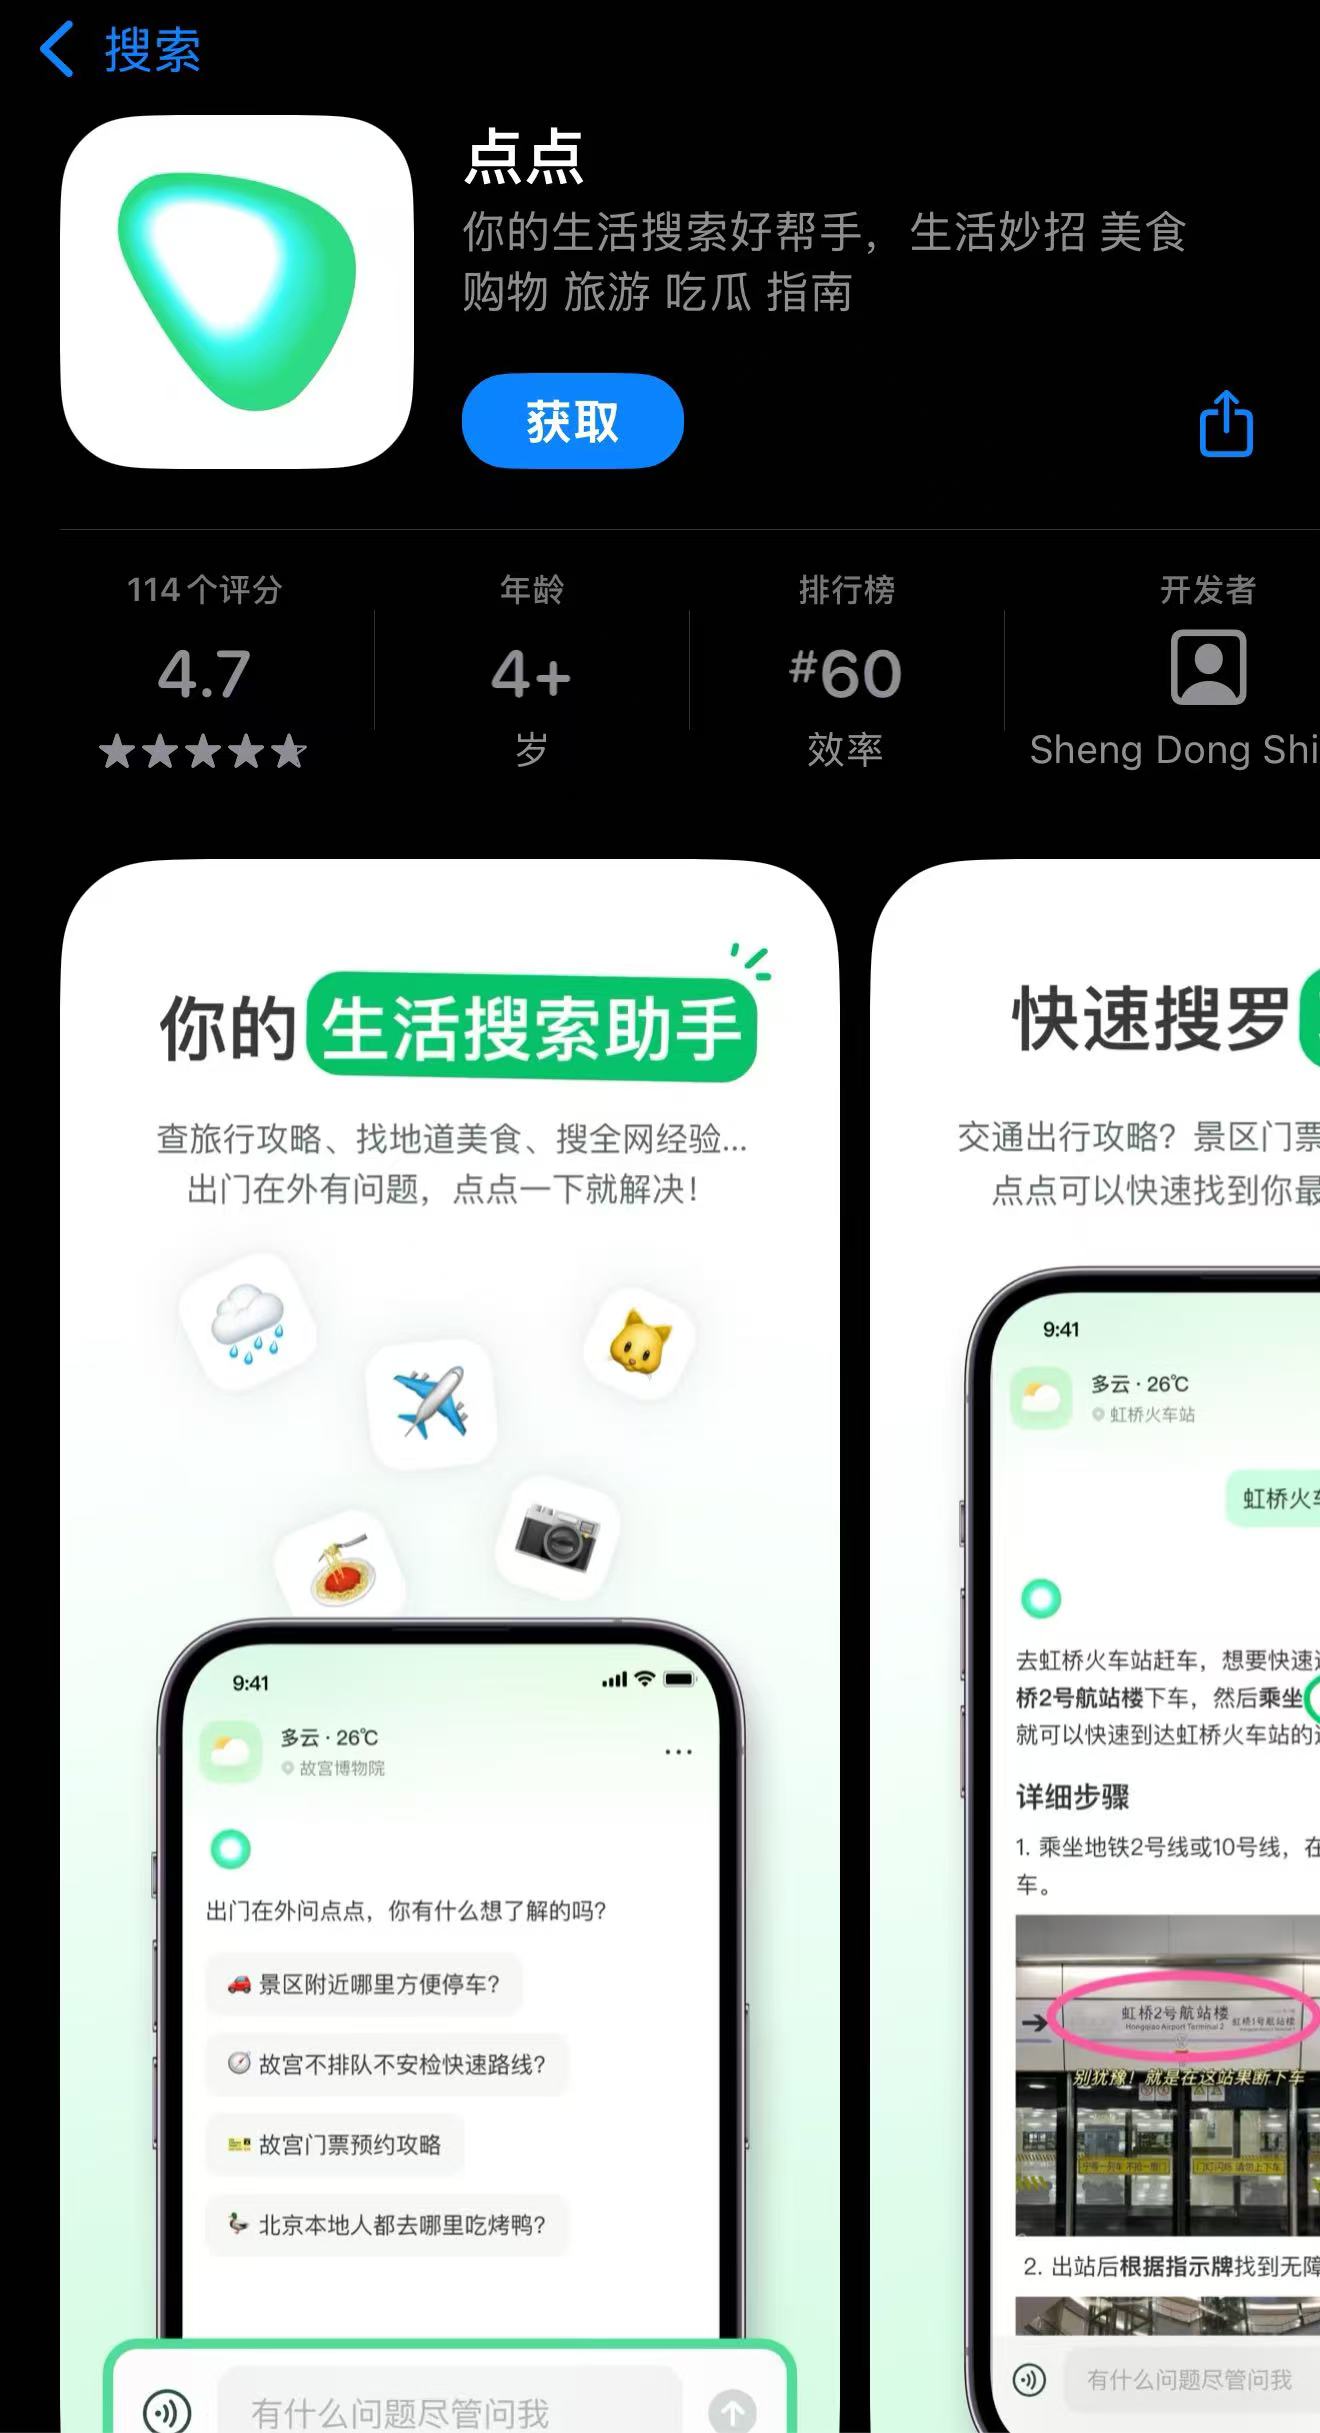 搜索
点点
你的生活搜索好帮手，生活妙招 美食
购物 旅游 吃瓜 指南
获取
114个评分
4.7
年龄
4+
岁
排行榜
#60
效率
开发者
Sheng Dong Shi
你的生活搜索助手
查旅行攻略、找地道美食、搜全网经验...
出门在外有问题，点点一下就解决！
9:41
多云·26℃
故宫博物院
出门在外问点点，你有什么想了解的吗？
景区附近哪里方便停车？
故宫不排队不安检快速路线？
故宫门票预约攻略
北京本地人都去哪里吃烤鸭？
有什么问题尽管问我
快速搜罗
交通出行攻略？景区门票
点点可以快速找到你最
9:41
多云·26℃
虹桥火车站
虹桥火车
去虹桥火车站赶车，想要快速
桥2号航站楼下车，然后乘坐
就可以快速到达虹桥火车站的
详细步骤
1. 乘坐地铁2号线或10号线，在
车。
虹桥2号航站楼
Hongqiao Airport Terminal 2
虹桥1号航站楼
别犹豫！就是在这站果断下车
2. 出站后根据指示牌找到无障
有什么问题尽管问我